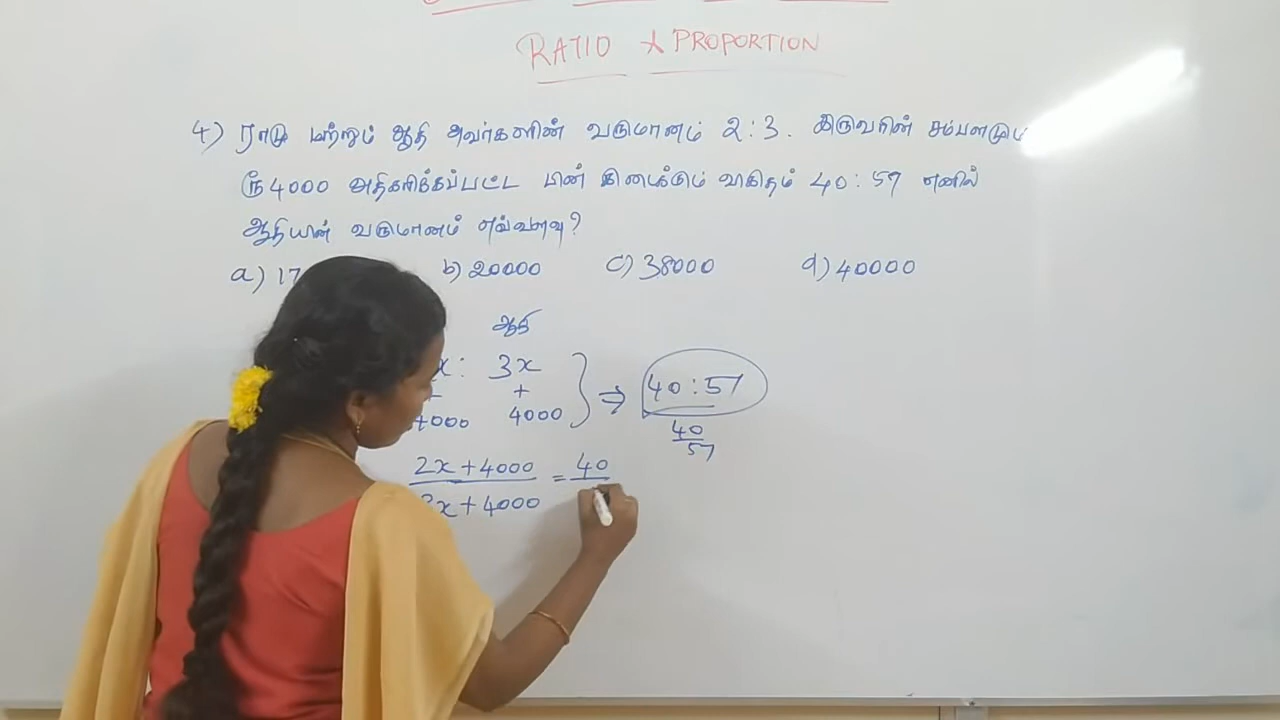 RATIO & PROPORTION
4) ராமு மற்றும் ஆதி அவர்களின் வருமானம் 2:3. இருவரின் சம்பளமும்
ரூ 4000 அதிகரிக்கப்பட்ட பின் கிடைக்கும் விகிதம் 40:57 எனில்
ஆதியின் வருமானம் எவ்வளவு?
a) 17 b) 20000 c) 38000 d) 40000
ஆதி
x : 3x
+
4000 4000 } ⇒ 40:57
40/57
2x+4000 = 40
3x+4000